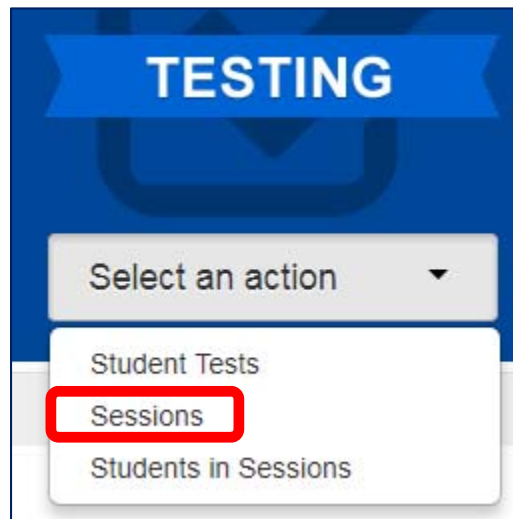 TESTING
Select an action
Student Tests
Sessions
Students in Sessions